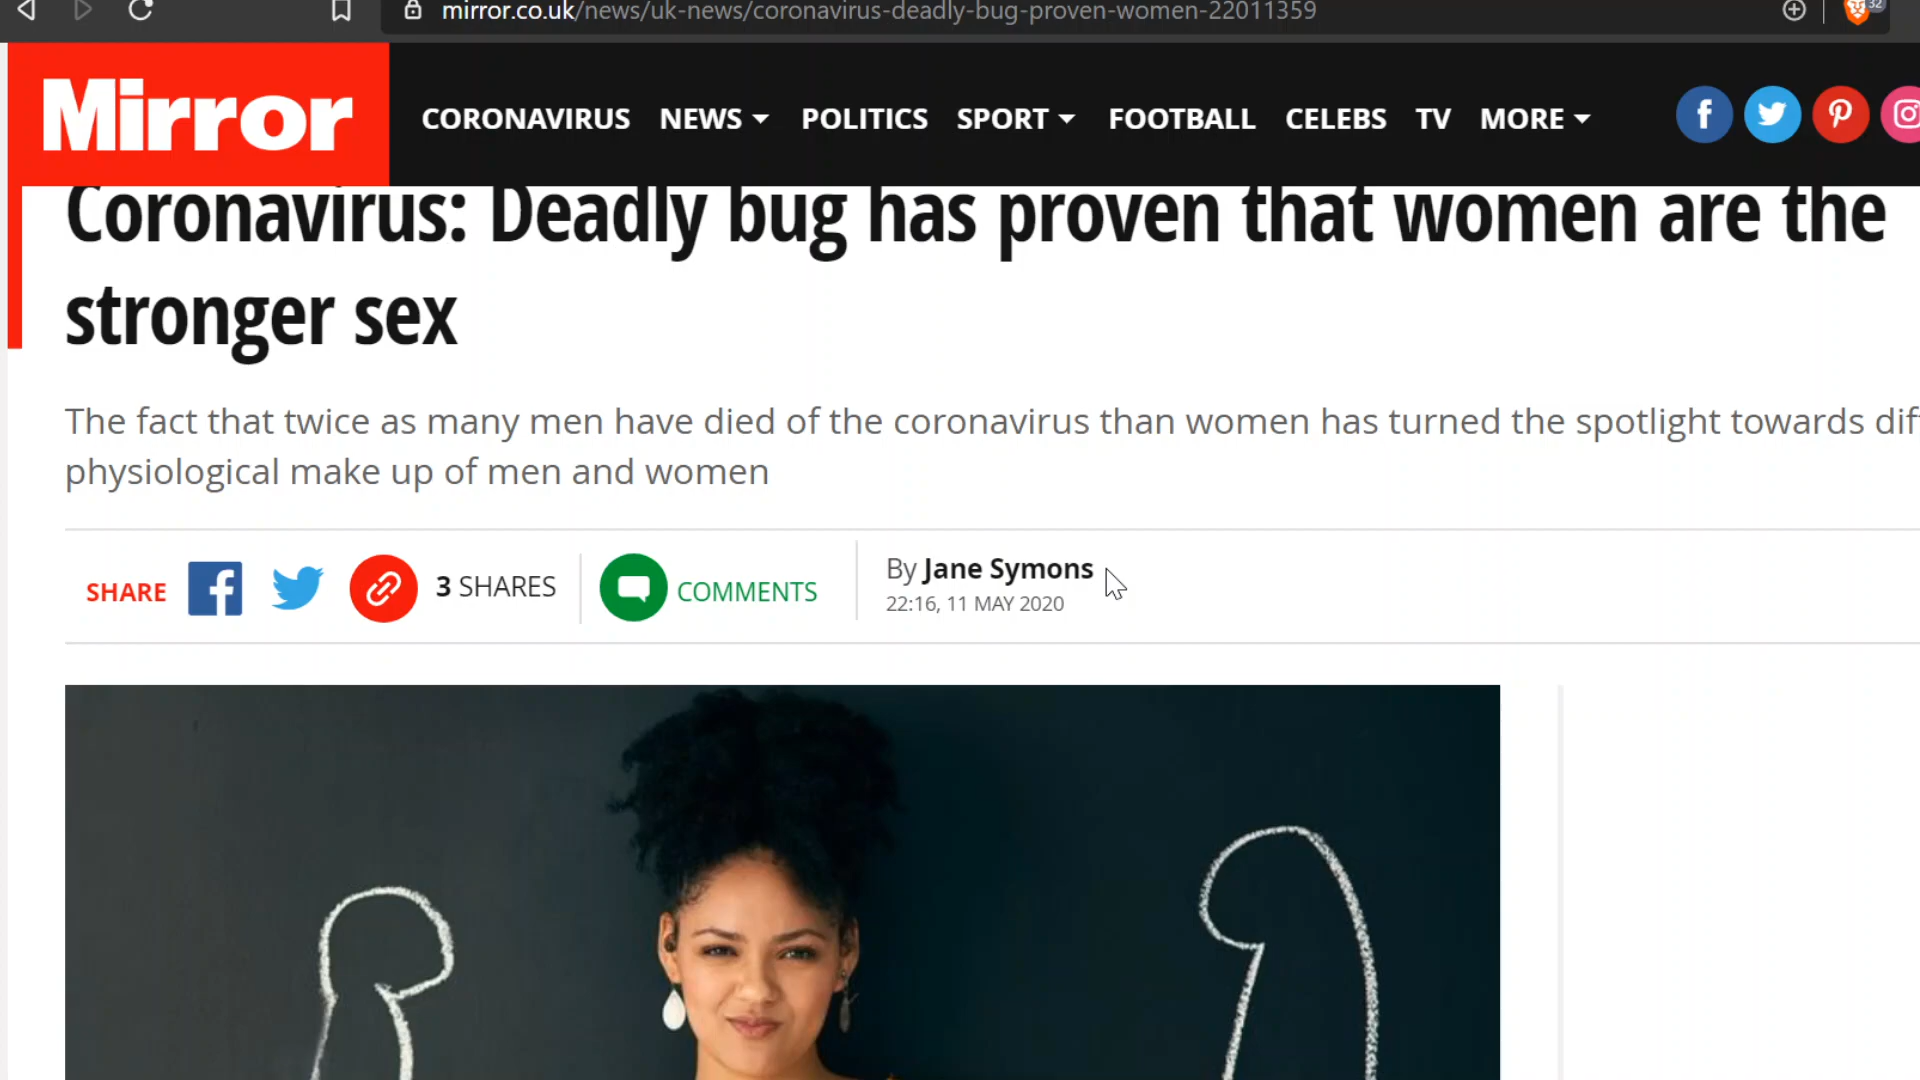 mirror.co.uk/news/uk-news/coronavirus-deadly-bug-proven-women-22011359
32
Mirror
CORONAVIRUS NEWS POLITICS SPORT FOOTBALL CELEBS TV MORE
Coronavirus: Deadly bug has proven that women are the
stronger sex
The fact that twice as many men have died of the coronavirus than women has turned the spotlight towards
physiological make up of men and women
SHARE 3 SHARES COMMENTS
By Jane Symons
22:16, 11 MAY 2020